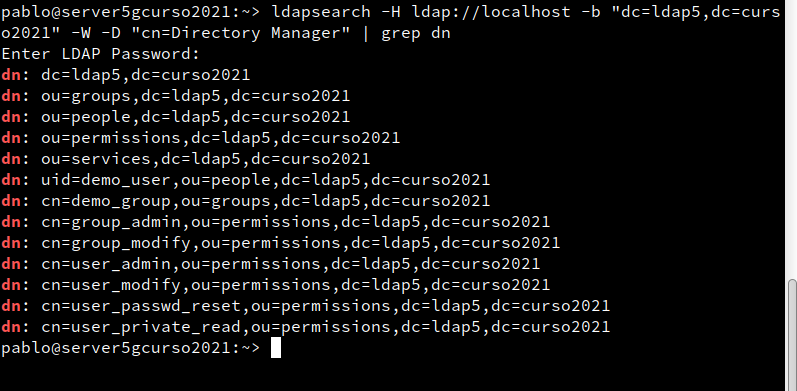 pablo@server5gcurso2021:~> ldapsearch -H ldap://localhost -b "dc=ldap5,dc=curs
o2021" -W -D "cn=Directory Manager" | grep dn
Enter LDAP Password:
dn: dc=ldap5,dc=curso2021
dn: ou=groups,dc=ldap5,dc=curso2021
dn: ou=people,dc=ldap5,dc=curso2021
dn: ou=permissions,dc=ldap5,dc=curso2021
dn: ou=services,dc=ldap5,dc=curso2021
dn: uid=demo_user,ou=people,dc=ldap5,dc=curso2021
dn: cn=demo_group,ou=groups,dc=ldap5,dc=curso2021
dn: cn=group_admin,ou=permissions,dc=ldap5,dc=curso2021
dn: cn=group_modify,ou=permissions,dc=ldap5,dc=curso2021
dn: cn=user_admin,ou=permissions,dc=ldap5,dc=curso2021
dn: cn=user_modify,ou=permissions,dc=ldap5,dc=curso2021
dn: cn=user_passwd_reset,ou=permissions,dc=ldap5,dc=curso2021
dn: cn=user_private_read,ou=permissions,dc=ldap5,dc=curso2021
pablo@server5gcurso2021:~>